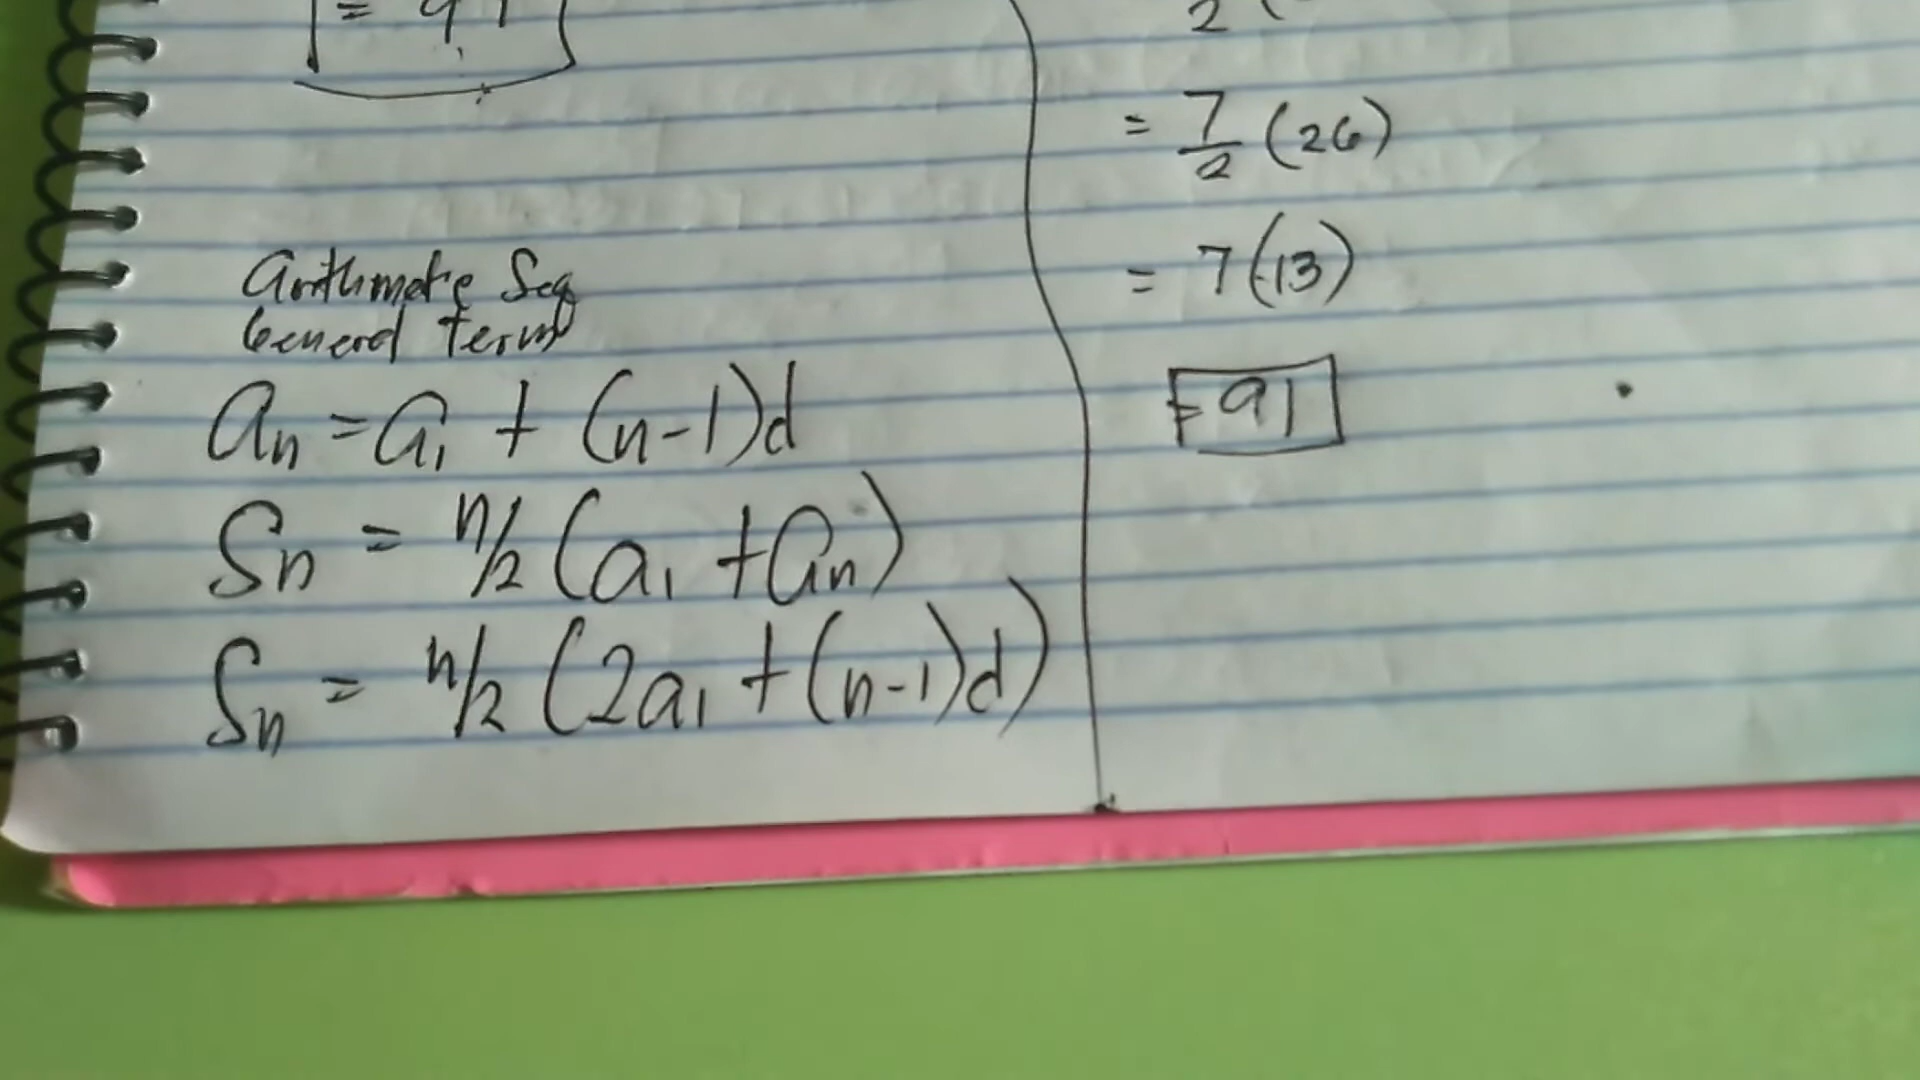 = 91
Arithmetic Seq
General term
an = a1 + (n-1)d
Sn = n/2 (a1 + an)
Sn = n/2 (2a1 + (n-1)d)
2 (
= 7/2 (26)
= 7(13)
= 91